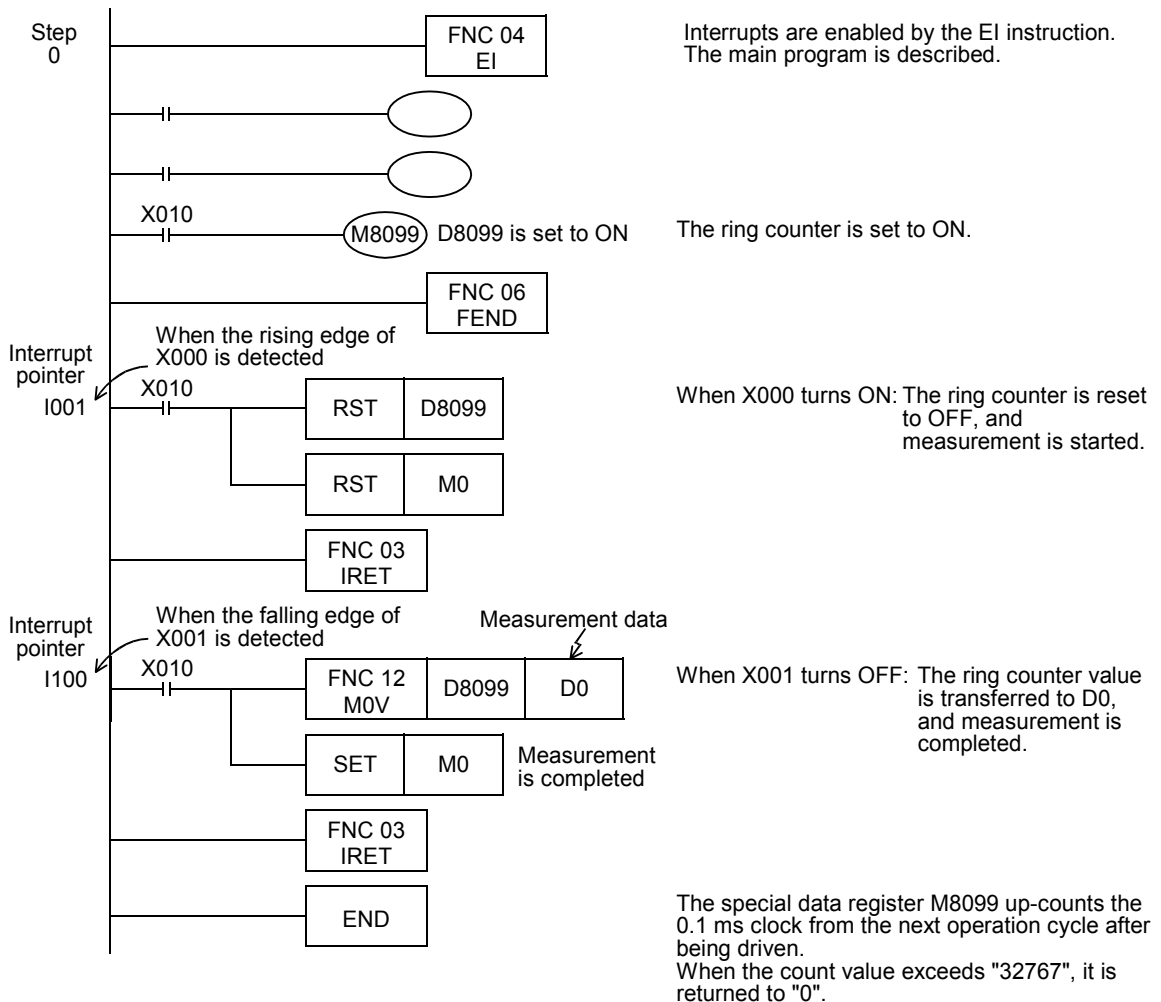 Step
0
FNC 04
EI
Interrupts are enabled by the EI instruction.
The main program is described.
X010
M8099
D8099 is set to ON
The ring counter is set to ON.
FNC 06
FEND
When the rising edge of
X000 is detected
Interrupt
pointer
I001
X010
RST
D8099
When X000 turns ON: The ring counter is reset
to OFF, and
measurement is started.
RST
M0
FNC 03
IRET
When the falling edge of
X001 is detected
Interrupt
pointer
I100
Measurement data
X010
FNC 12
M0V
D8099
D0
When X001 turns OFF: The ring counter value
is transferred to D0,
and measurement is
completed.
SET
M0
Measurement
is completed
FNC 03
IRET
END
The special data register M8099 up-counts the
0.1 ms clock from the next operation cycle after
being driven.
When the count value exceeds "32767", it is
returned to "0".